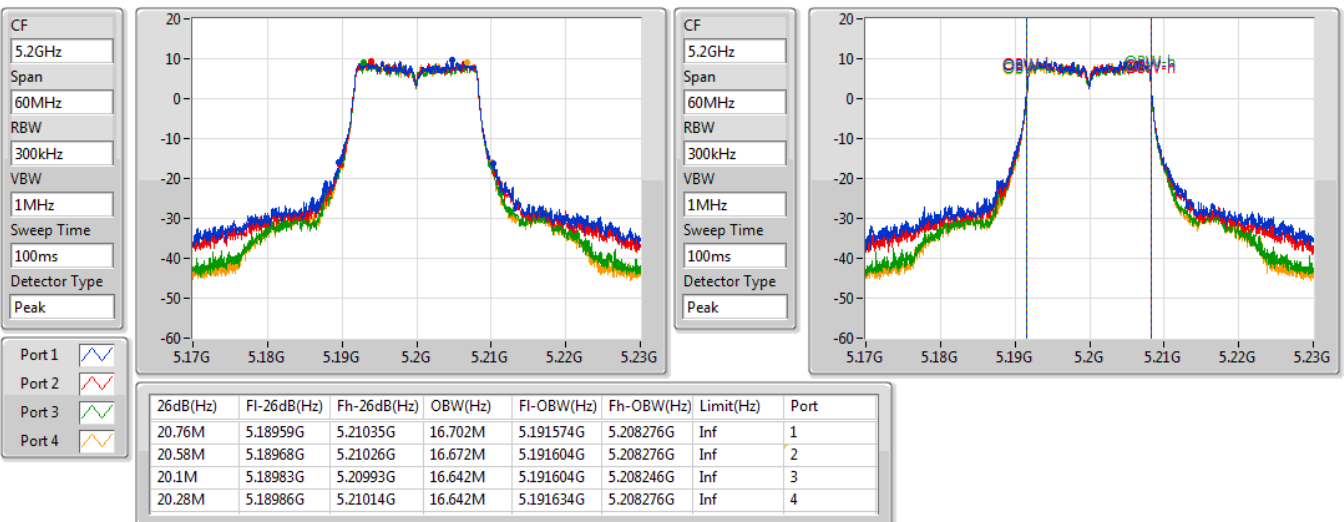 CF
5.2GHz
Span
60MHz
RBW
300kHz
VBW
1MHz
Sweep Time
100ms
Detector Type
Peak
20
10
0
-10
-20
-30
-40
-50
-60
5.17G 5.18G 5.19G 5.2G 5.21G 5.22G 5.23G
CF
5.2GHz
Span
60MHz
RBW
300kHz
VBW
1MHz
Sweep Time
100ms
Detector Type
Peak
20
10
0
-10
-20
-30
-40
-50
-60
OBW-h
5.17G 5.18G 5.19G 5.2G 5.21G 5.22G 5.23G
Port 1
Port 2
Port 3
Port 4
26dB(Hz) Fl-26dB(Hz) Fh-26dB(Hz) OBW(Hz) Fl-OBW(Hz) Fh-OBW(Hz) Limit(Hz) Port
20.76M 5.18959G 5.21035G 16.702M 5.191574G 5.208276G Inf 1
20.58M 5.18968G 5.21026G 16.672M 5.191604G 5.208276G Inf 2
20.1M 5.18983G 5.20993G 16.642M 5.191604G 5.208246G Inf 3
20.28M 5.18986G 5.21014G 16.642M 5.191634G 5.208276G Inf 4